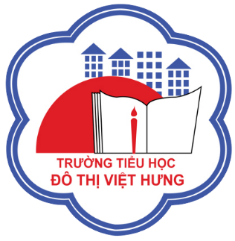 TRƯỜNG TIỂU HỌC
ĐÔ THỊ VIỆT HƯNG